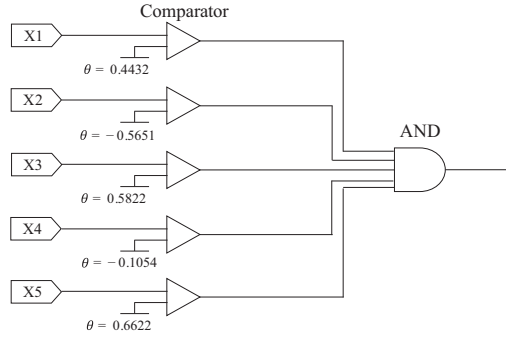 Comparator
X1
θ = 0.4432
X2
θ = −0.5651
AND
X3
θ = 0.5822
X4
θ = −0.1054
X5
θ = 0.6622